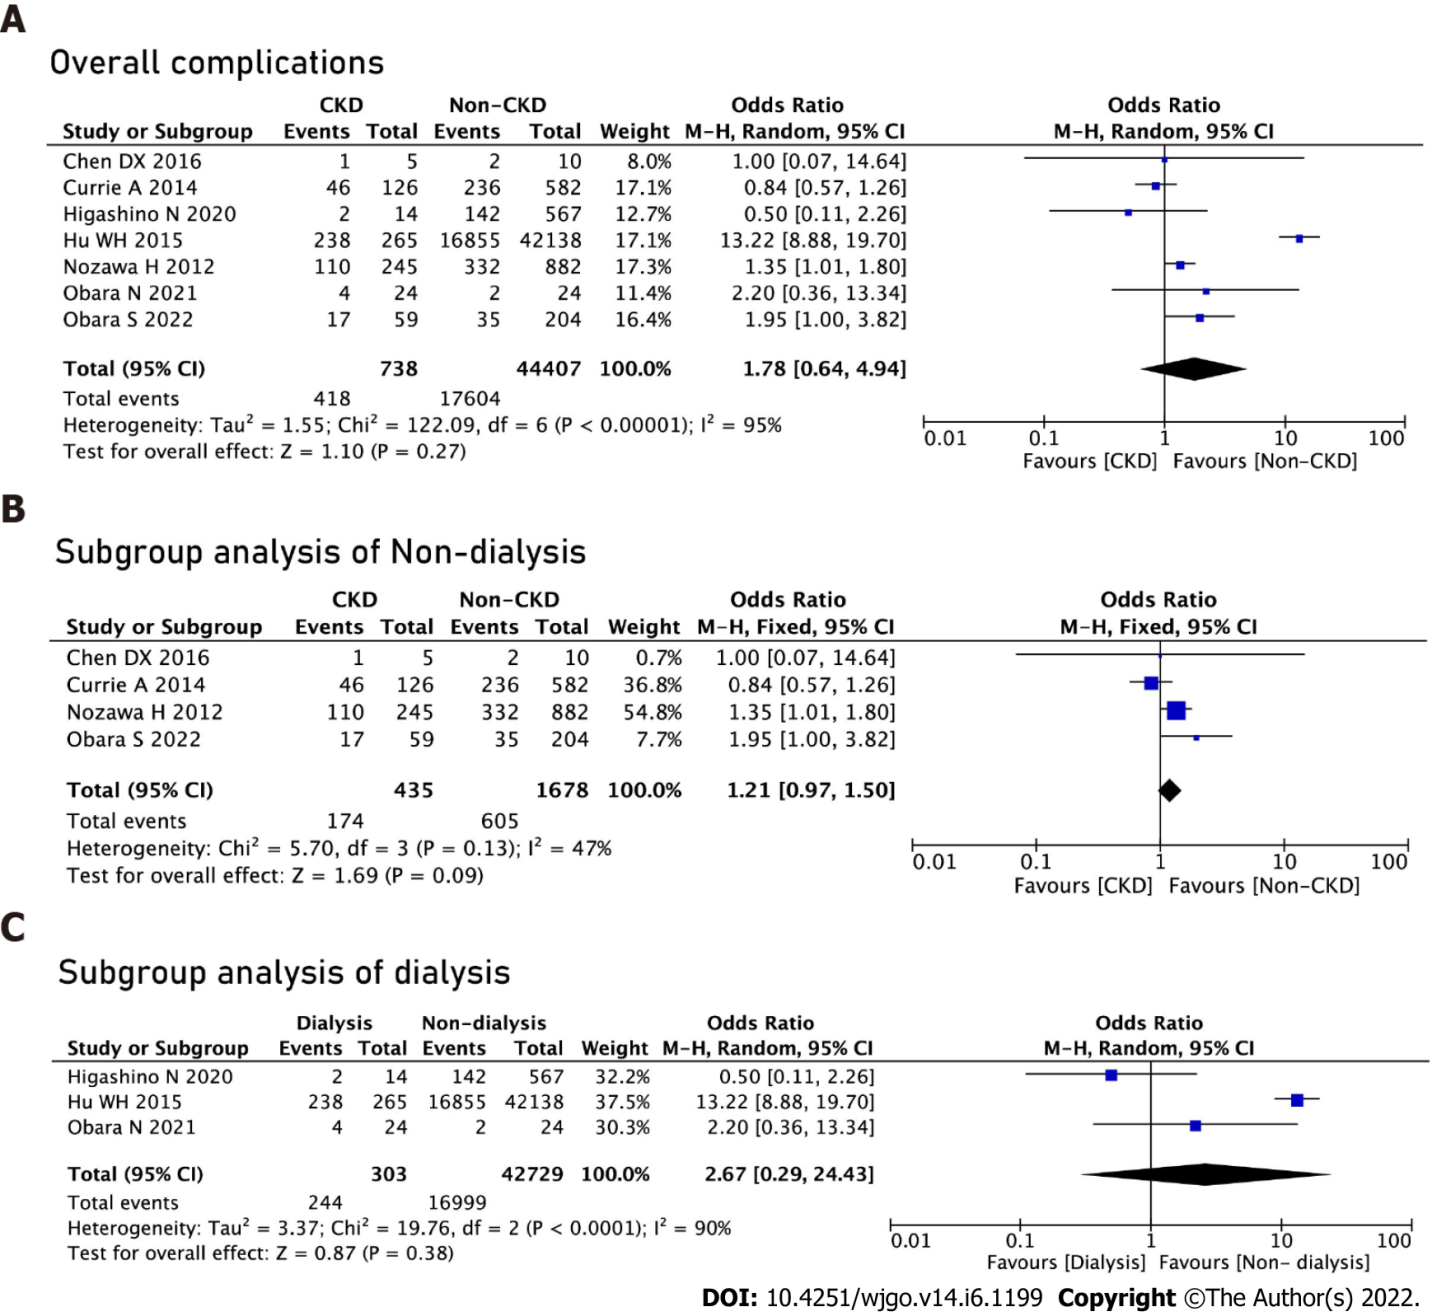 A
Overall complications
CKD Non-CKD Odds Ratio Odds Ratio
Study or Subgroup Events Total Events Total Weight M-H, Random, 95% CI M-H, Random, 95% CI
Chen DX 2016 1 5 2 10 8.0% 1.00 [0.07, 14.64]
Currie A 2014 46 126 236 582 17.1% 0.84 [0.57, 1.26]
Higashino N 2020 2 14 142 567 12.7% 0.50 [0.11, 2.26]
Hu WH 2015 238 265 16855 42138 17.1% 13.22 [8.88, 19.70]
Nozawa H 2012 110 245 332 882 17.3% 1.35 [1.01, 1.80]
Obara N 2021 4 24 2 24 11.4% 2.20 [0.36, 13.34]
Obara S 2022 17 59 35 204 16.4% 1.95 [1.00, 3.82]
Total (95% CI) 738 44407 100.0% 1.78 [0.64, 4.94]
Total events 418 17604
Heterogeneity: Tau² = 1.55; Chi² = 122.09, df = 6 (P < 0.00001); I² = 95%
Test for overall effect: Z = 1.10 (P = 0.27)
0.01 0.1 1 10 100
Favours [CKD] Favours [Non-CKD]
B
Subgroup analysis of Non-dialysis
CKD Non-CKD Odds Ratio Odds Ratio
Study or Subgroup Events Total Events Total Weight M-H, Fixed, 95% CI M-H, Fixed, 95% CI
Chen DX 2016 1 5 2 10 0.7% 1.00 [0.07, 14.64]
Currie A 2014 46 126 236 582 36.8% 0.84 [0.57, 1.26]
Nozawa H 2012 110 245 332 882 54.8% 1.35 [1.01, 1.80]
Obara S 2022 17 59 35 204 7.7% 1.95 [1.00, 3.82]
Total (95% CI) 435 1678 100.0% 1.21 [0.97, 1.50]
Total events 174 605
Heterogeneity: Chi² = 5.70, df = 3 (P = 0.13); I² = 47%
Test for overall effect: Z = 1.69 (P = 0.09)
0.01 0.1 1 10 100
Favours [CKD] Favours [Non-CKD]
C
Subgroup analysis of dialysis
Dialysis Non-dialysis Odds Ratio Odds Ratio
Study or Subgroup Events Total Events Total Weight M-H, Random, 95% CI M-H, Random, 95% CI
Higashino N 2020 2 14 142 567 32.2% 0.50 [0.11, 2.26]
Hu WH 2015 238 265 16855 42138 37.5% 13.22 [8.88, 19.70]
Obara N 2021 4 24 2 24 30.3% 2.20 [0.36, 13.34]
Total (95% CI) 303 42729 100.0% 2.67 [0.29, 24.43]
Total events 244 16999
Heterogeneity: Tau² = 3.37; Chi² = 19.76, df = 2 (P < 0.0001); I² = 90%
Test for overall effect: Z = 0.87 (P = 0.38)
0.01 0.1 1 10 100
Favours [Dialysis] Favours [Non- dialysis]
DOI: 10.4251/wjgo.v14.i6.1199 Copyright ©The Author(s) 2022.